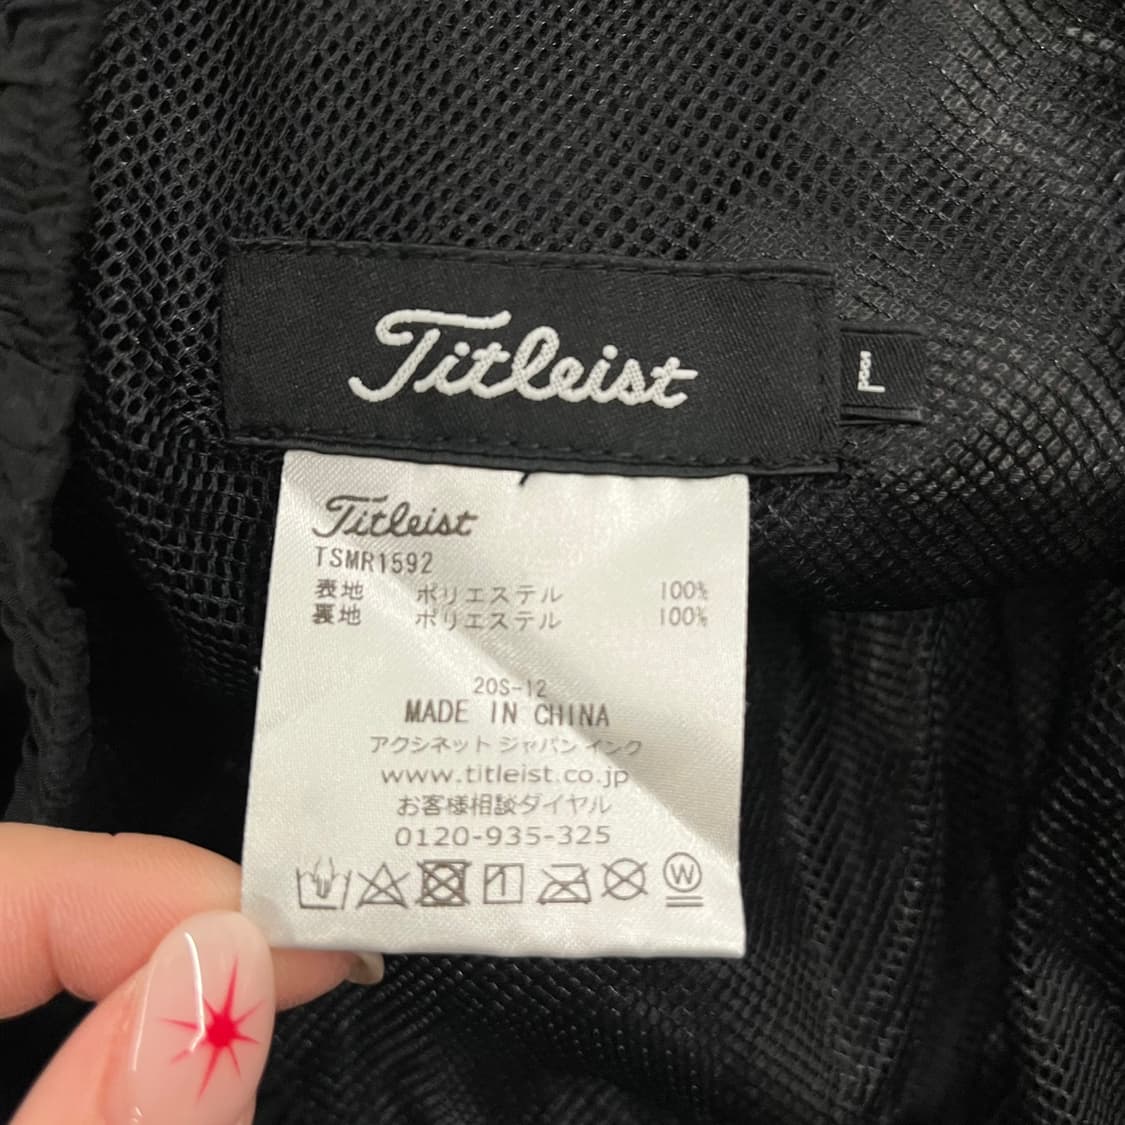 Titleist
L
Titleist
TSMR1592
表地 ポリエステル 100%
裏地 ポリエステル 100%
20S-12
MADE IN CHINA
アクシネット ジャパン インク
www.titleist.co.jp
お客様相談ダイヤル
0120-935-325
W